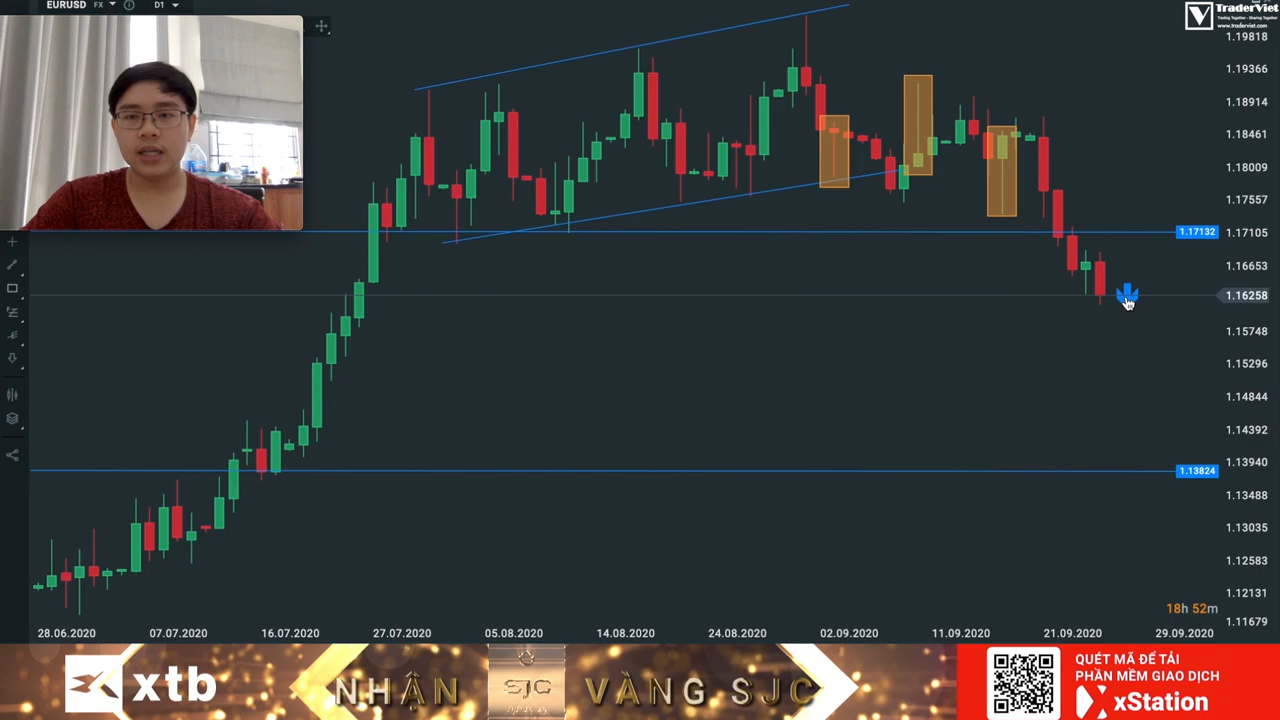 EURUSD FX D1
TraderViet
Trading Together - Sharing Together
www.traderviet.com
1.19818
1.19366
1.18914
1.18461
1.18009
1.17557
1.17132
1.17105
1.16653
1.16258
1.15748
1.15296
1.14844
1.14392
1.13940
1.13824
1.13488
1.13035
1.12583
1.12131
18h 52m
1.11679
28.06.2020 07.07.2020 16.07.2020 27.07.2020 05.08.2020 14.08.2020 24.08.2020 02.09.2020 11.09.2020 21.09.2020 29.09.2020
xtb
NHẬN SJC VÀNG SJC
QUÉT MÃ ĐỂ TẢI
PHẦN MỀM GIAO DỊCH
xStation